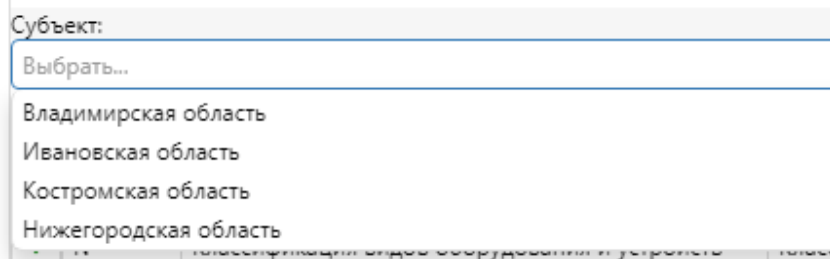 Субъект:
Выбрать...
Владимирская область
Ивановская область
Костромская область
Нижегородская область